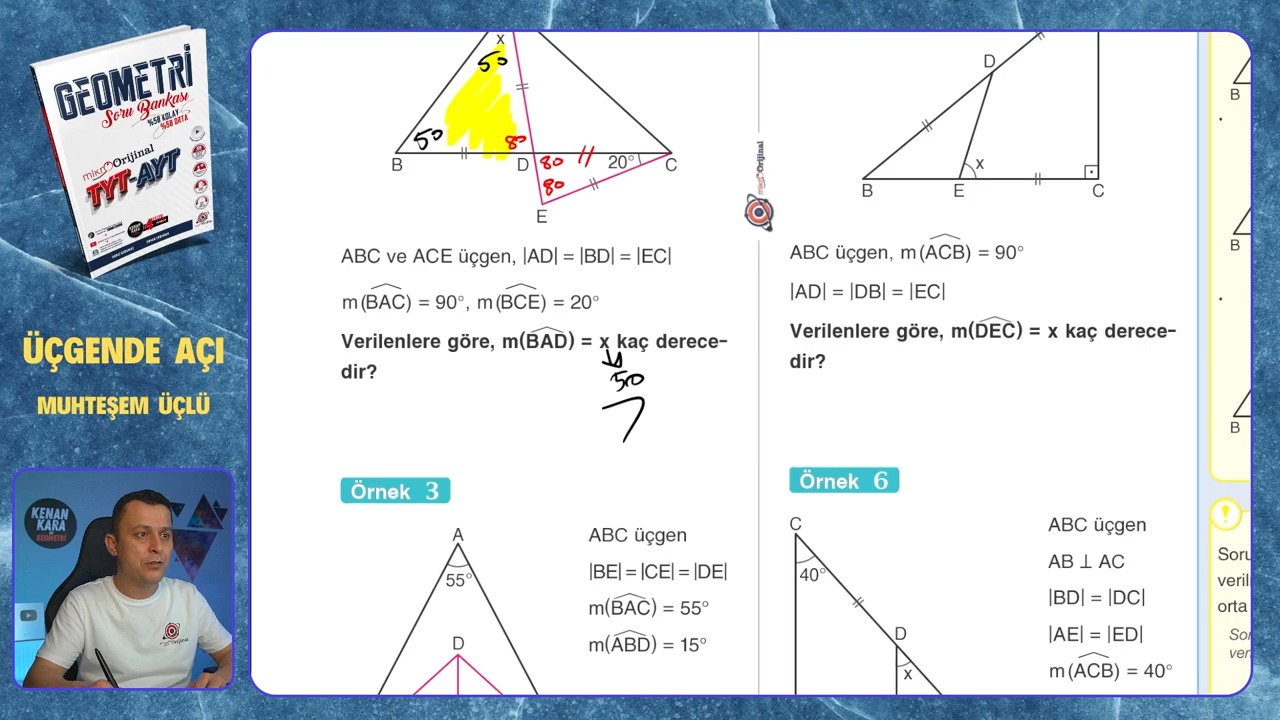 GEOMETRİ
Soru Bankası
%50 KOLAY
%50 ORTA
mikro Orijinal
TYT-AYT
ÜÇGENDE AÇI
MUHTEŞEM ÜÇLÜ
KENAN
KARA
GEOMETRİ
x
50
50
80
80
80
20°
B
D
C
E
ABC ve ACE üçgen, |AD| = |BD| = |EC|
m(BAC) = 90°, m(BCE) = 20°
Verilenlere göre, m(BAD) = x kaç derece-
dir?
50
Örnek 3
A
55°
D
ABC üçgen
|BE| = |CE| = |DE|
m(BAC) = 55°
m(ABD) = 15°
mikro Orijinal
D
x
B
E
C
ABC üçgen, m(ACB) = 90°
|AD| = |DB| = |EC|
Verilenlere göre, m(DEC) = x kaç derece-
dir?
Örnek 6
C
40°
D
x
ABC üçgen
AB ⊥ AC
|BD| = |DC|
|AE| = |ED|
m(ACB) = 40°
B
B
B
!
Soru
veril
orta
Sor
ver